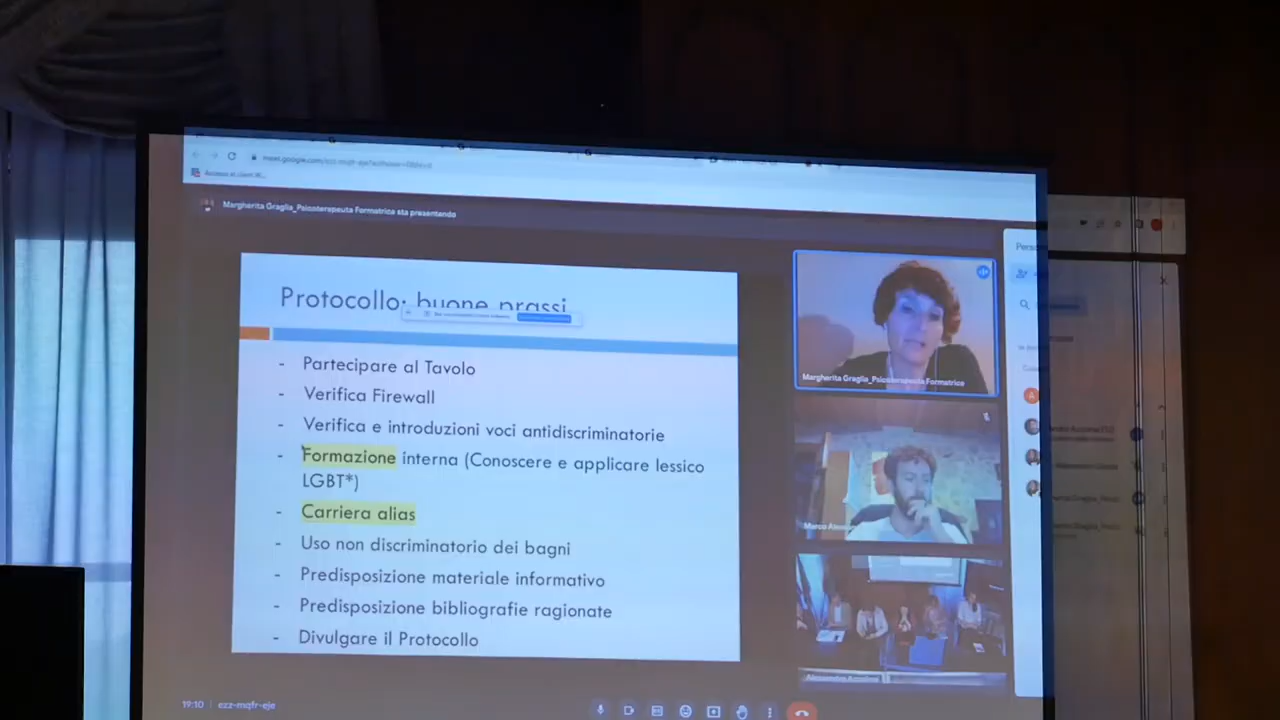 Margherita Graglia_Psicoterapeuta Formatrice sta presentando
Protocollo: buone prassi
- Partecipare al Tavolo
- Verifica Firewall
- Verifica e introduzioni voci antidiscriminatorie
- Formazione interna (Conoscere e applicare lessico
LGBT*)
- Carriera alias
- Uso non discriminatorio dei bagni
- Predisposizione materiale informativo
- Predisposizione bibliografie ragionate
- Divulgare il Protocollo
Margherita Graglia_Psicoterapeuta Formatrice
Marco
19:10 | ezz-mqfr-eje